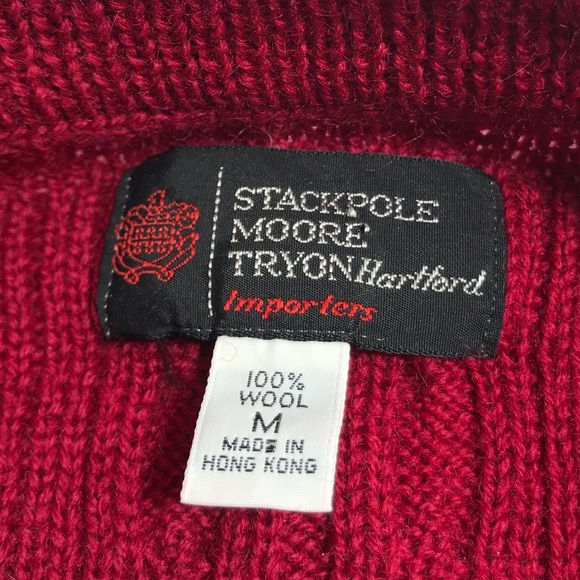 STACKPOLE
MOORE
TRYON Hartford
Importers
100%
WOOL
M
MADE IN
HONG KONG